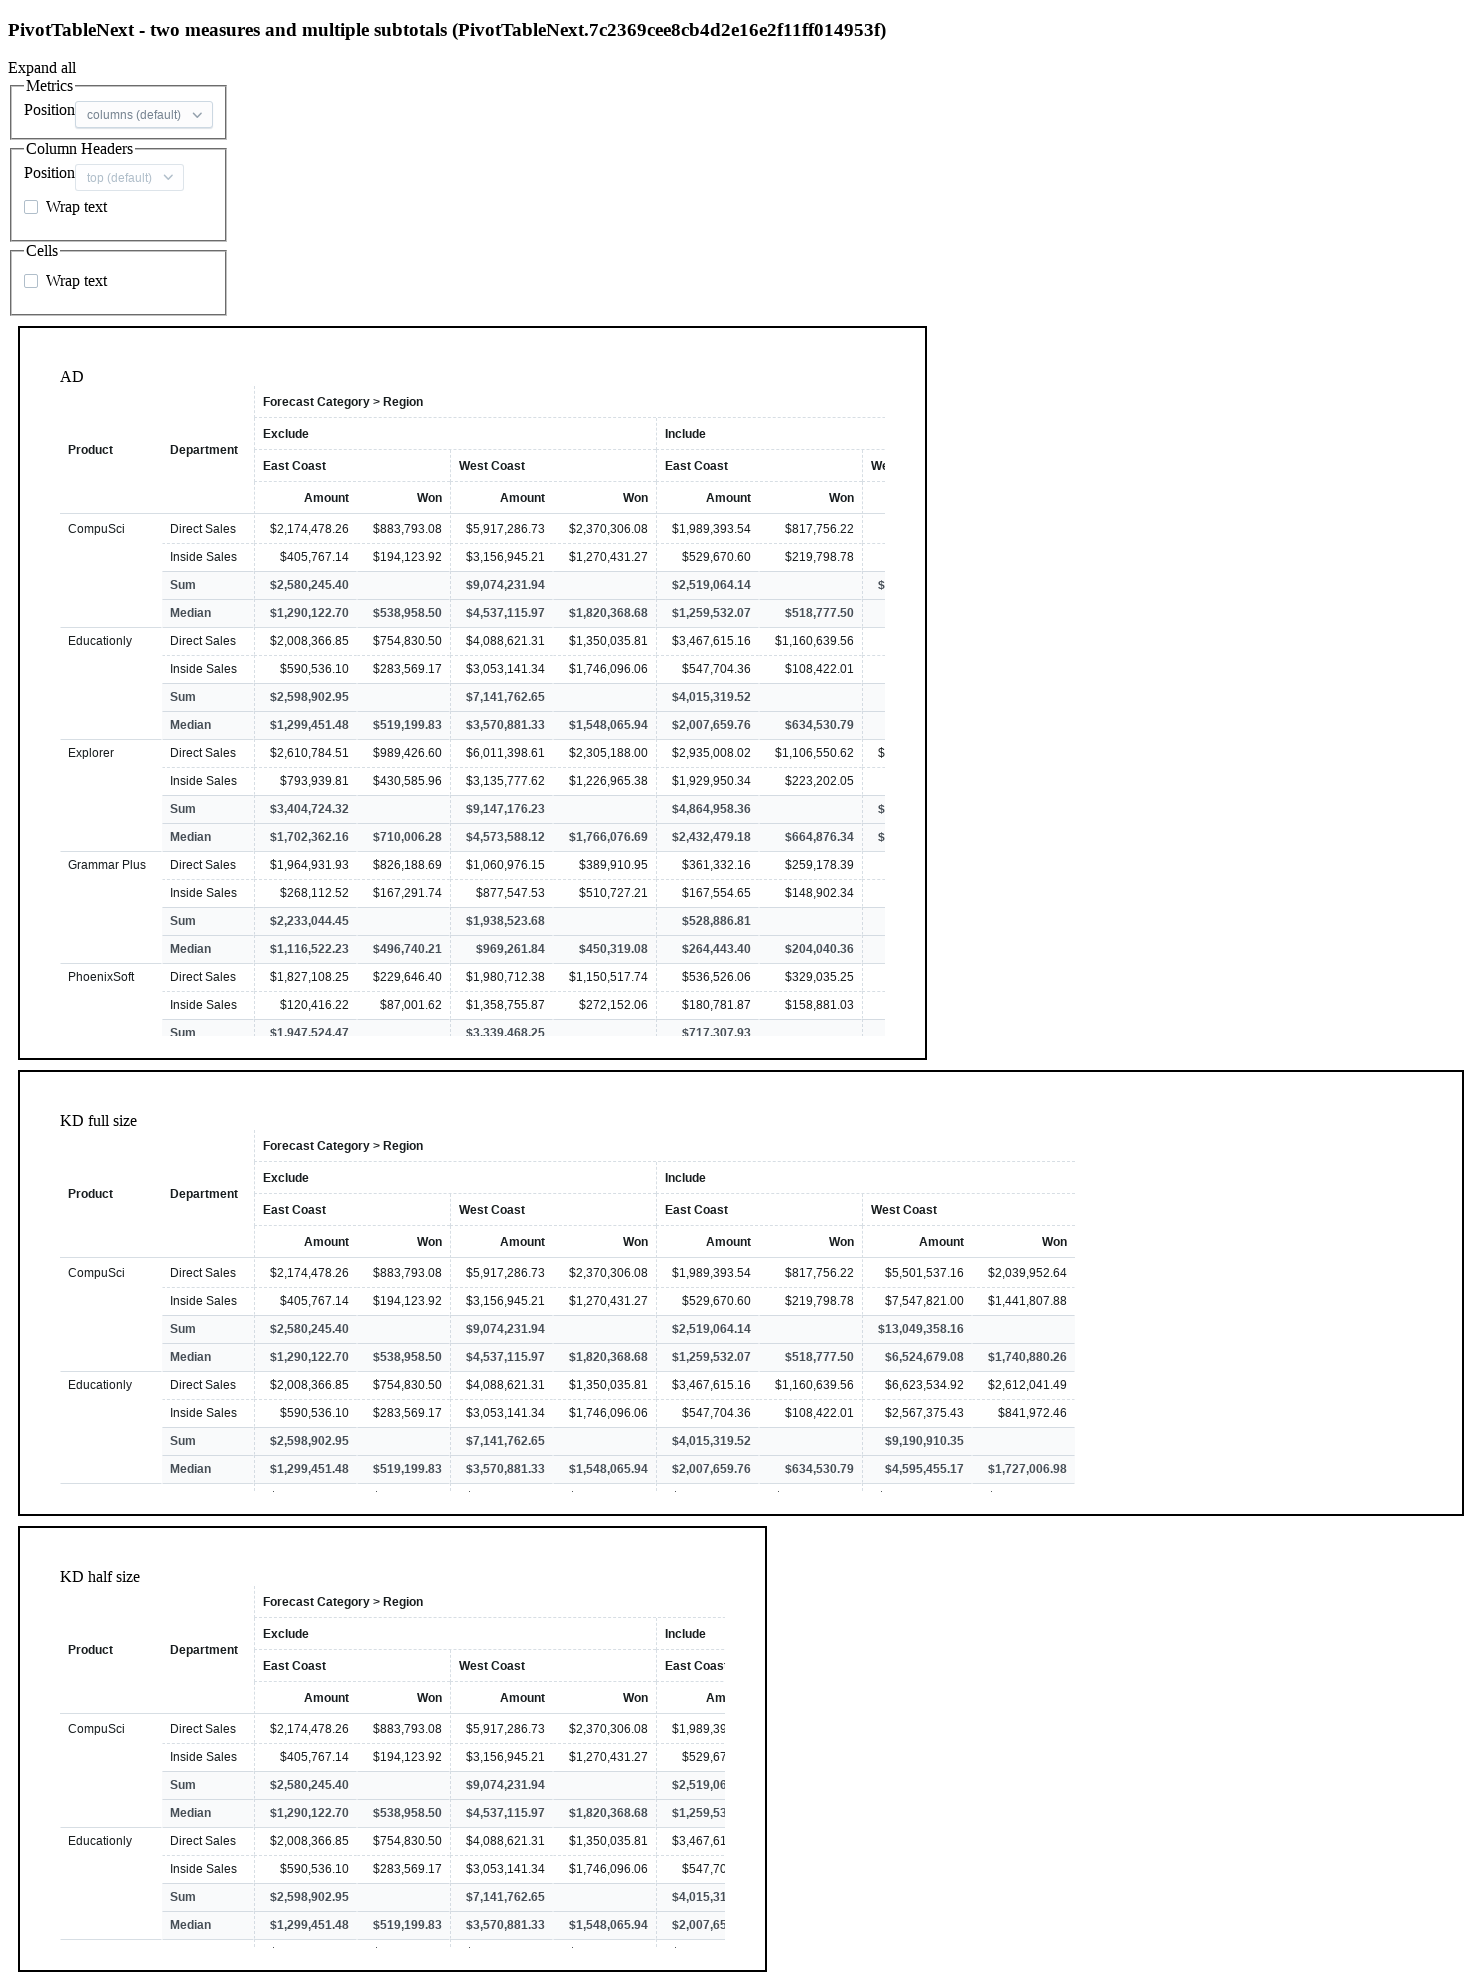 PivotTableNext - two measures and multiple subtotals (PivotTableNext.7c2369cee8cb4d2e16e2f11ff014953f)
Expand all
Metrics
Position columns (default)
Column Headers
Position top (default)
Wrap text
Cells
Wrap text
AD
Forecast Category > Region
Exclude Include
Product Department
East Coast West Coast East Coast We
Amount Won Amount Won Amount Won
CompuSci Direct Sales $2,174,478.26 $883,793.08 $5,917,286.73 $2,370,306.08 $1,989,393.54 $817,756.22
Inside Sales $405,767.14 $194,123.92 $3,156,945.21 $1,270,431.27 $529,670.60 $219,798.78
Sum $2,580,245.40 $9,074,231.94 $2,519,064.14 $
Median $1,290,122.70 $538,958.50 $4,537,115.97 $1,820,368.68 $1,259,532.07 $518,777.50
Educationly Direct Sales $2,008,366.85 $754,830.50 $4,088,621.31 $1,350,035.81 $3,467,615.16 $1,160,639.56
Inside Sales $590,536.10 $283,569.17 $3,053,141.34 $1,746,096.06 $547,704.36 $108,422.01
Sum $2,598,902.95 $7,141,762.65 $4,015,319.52
Median $1,299,451.48 $519,199.83 $3,570,881.33 $1,548,065.94 $2,007,659.76 $634,530.79
Explorer Direct Sales $2,610,784.51 $989,426.60 $6,011,398.61 $2,305,188.00 $2,935,008.02 $1,106,550.62 $
Inside Sales $793,939.81 $430,585.96 $3,135,777.62 $1,226,965.38 $1,929,950.34 $223,202.05
Sum $3,404,724.32 $9,147,176.23 $4,864,958.36 $
Median $1,702,362.16 $710,006.28 $4,573,588.12 $1,766,076.69 $2,432,479.18 $664,876.34 $
Grammar Plus Direct Sales $1,964,931.93 $826,188.69 $1,060,976.15 $389,910.95 $361,332.16 $259,178.39
Inside Sales $268,112.52 $167,291.74 $877,547.53 $510,727.21 $167,554.65 $148,902.34
Sum $2,233,044.45 $1,938,523.68 $528,886.81
Median $1,116,522.23 $496,740.21 $969,261.84 $450,319.08 $264,443.40 $204,040.36
PhoenixSoft Direct Sales $1,827,108.25 $229,646.40 $1,980,712.38 $1,150,517.74 $536,526.06 $329,035.25
Inside Sales $120,416.22 $87,001.62 $1,358,755.87 $272,152.06 $180,781.87 $158,881.03
Sum $1,947,524.47 $3,339,468.25 $717,307.93
KD full size
Forecast Category > Region
Exclude Include
Product Department
East Coast West Coast East Coast West Coast
Amount Won Amount Won Amount Won Amount Won
CompuSci Direct Sales $2,174,478.26 $883,793.08 $5,917,286.73 $2,370,306.08 $1,989,393.54 $817,756.22 $5,501,537.16 $2,039,952.64
Inside Sales $405,767.14 $194,123.92 $3,156,945.21 $1,270,431.27 $529,670.60 $219,798.78 $7,547,821.00 $1,441,807.88
Sum $2,580,245.40 $9,074,231.94 $2,519,064.14 $13,049,358.16
Median $1,290,122.70 $538,958.50 $4,537,115.97 $1,820,368.68 $1,259,532.07 $518,777.50 $6,524,679.08 $1,740,880.26
Educationly Direct Sales $2,008,366.85 $754,830.50 $4,088,621.31 $1,350,035.81 $3,467,615.16 $1,160,639.56 $6,623,534.92 $2,612,041.49
Inside Sales $590,536.10 $283,569.17 $3,053,141.34 $1,746,096.06 $547,704.36 $108,422.01 $2,567,375.43 $841,972.46
Sum $2,598,902.95 $7,141,762.65 $4,015,319.52 $9,190,910.35
Median $1,299,451.48 $519,199.83 $3,570,881.33 $1,548,065.94 $2,007,659.76 $634,530.79 $4,595,455.17 $1,727,006.98
KD half size
Forecast Category > Region
Exclude Include
Product Department
East Coast West Coast East Coast
Amount Won Amount Won Am
CompuSci Direct Sales $2,174,478.26 $883,793.08 $5,917,286.73 $2,370,306.08 $1,989,39
Inside Sales $405,767.14 $194,123.92 $3,156,945.21 $1,270,431.27 $529,67
Sum $2,580,245.40 $9,074,231.94 $2,519,06
Median $1,290,122.70 $538,958.50 $4,537,115.97 $1,820,368.68 $1,259,53
Educationly Direct Sales $2,008,366.85 $754,830.50 $4,088,621.31 $1,350,035.81 $3,467,61
Inside Sales $590,536.10 $283,569.17 $3,053,141.34 $1,746,096.06 $547,70
Sum $2,598,902.95 $7,141,762.65 $4,015,31
Median $1,299,451.48 $519,199.83 $3,570,881.33 $1,548,065.94 $2,007,65